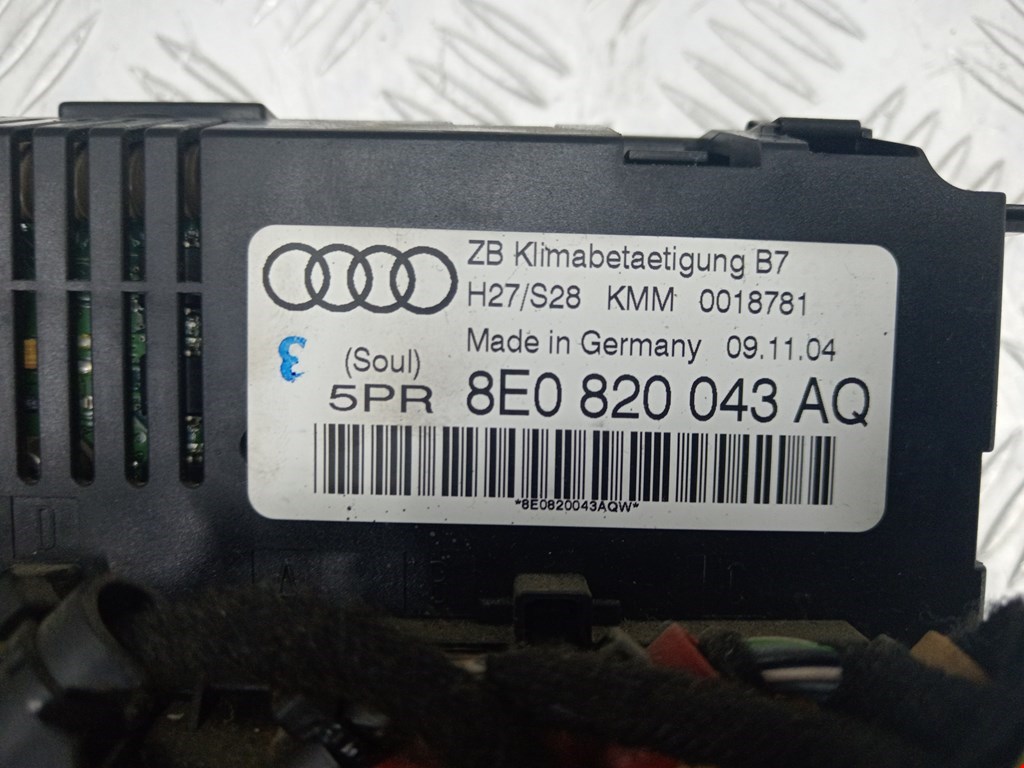 ZB Klimabetaetigung B7
H27/S28 KMM 0018781
Made in Germany 09.11.04
3 (Soul)
5PR 8E0 820 043 AQ
*8E0820043AQW*
D
A